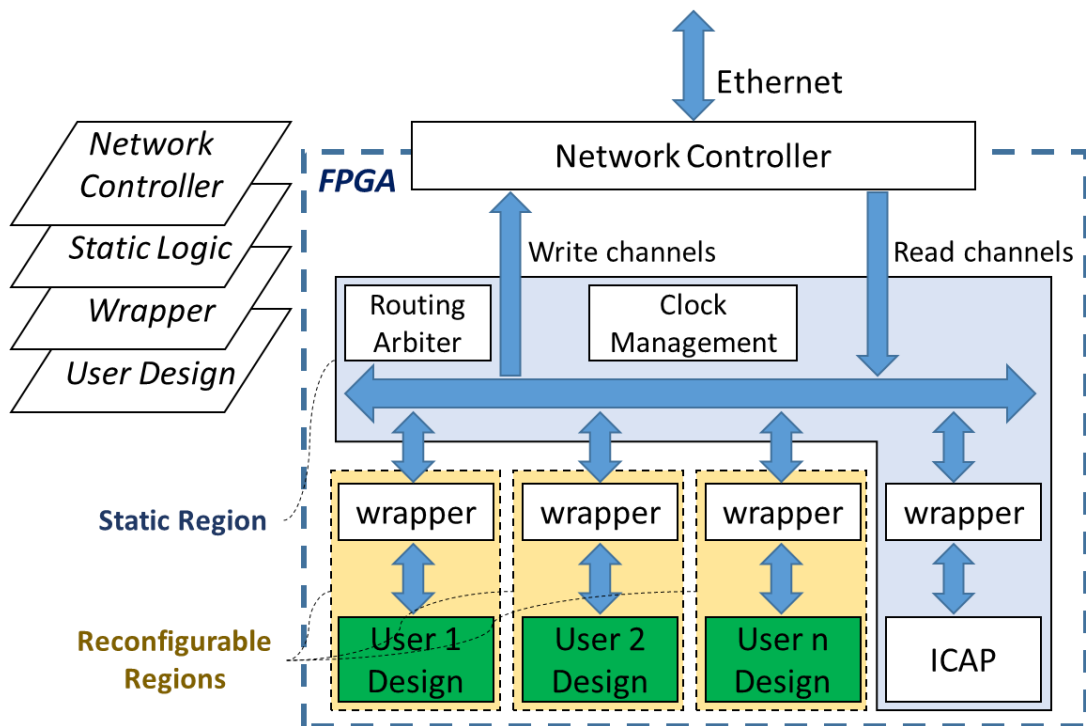 Ethernet
Network
Controller
Static Logic
Wrapper
User Design
FPGA
Network Controller
Write channels
Read channels
Routing
Arbiter
Clock
Management
Static Region
wrapper
wrapper
wrapper
wrapper
Reconfigurable
Regions
User 1
Design
User 2
Design
User n
Design
ICAP